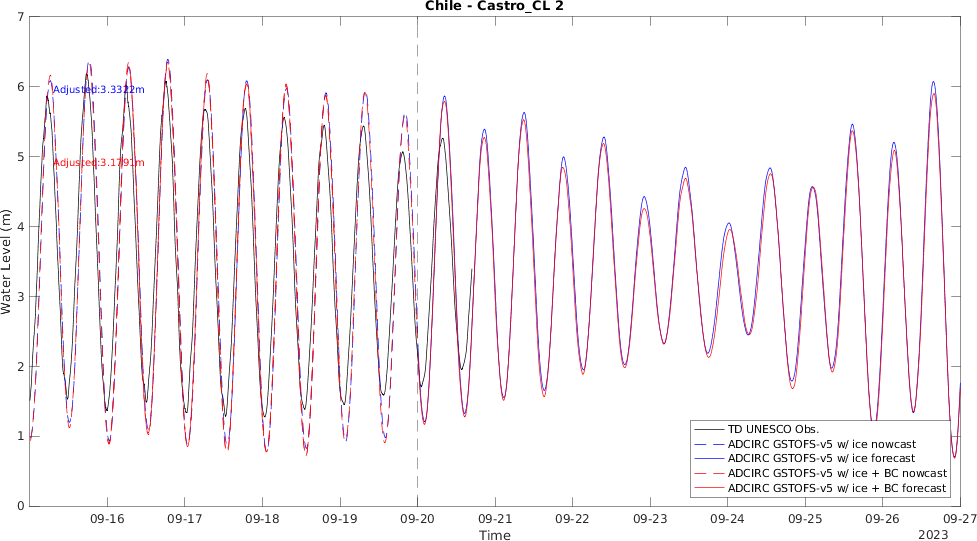 Chile - Castro_CL 2
7
6
5
4
3
2
1
0
Water Level (m)
Adjusted:3.3322m
Adjusted:3.1791m
TD UNESCO Obs.
ADCIRC GSTOFS-v5 w/ ice nowcast
ADCIRC GSTOFS-v5 w/ ice forecast
ADCIRC GSTOFS-v5 w/ ice + BC nowcast
ADCIRC GSTOFS-v5 w/ ice + BC forecast
09-16 09-17 09-18 09-19 09-20 09-21 09-22 09-23 09-24 09-25 09-26 09-27
Time
2023